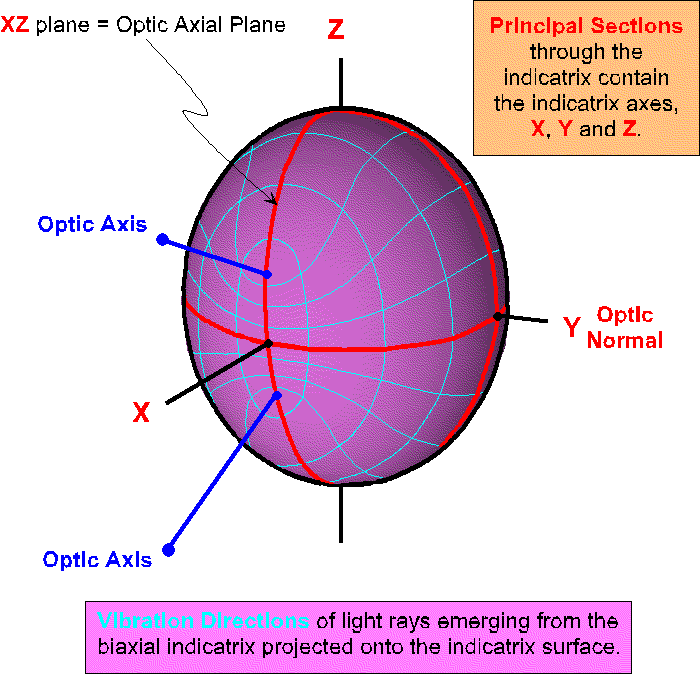 XZ plane = Optic Axial Plane
Z
Principal Sections
through the
indicatrix contain
the indicatrix axes,
X, Y and Z.
Optic Axis
Y
Optic
Normal
X
Optic Axis
Vibration Directions of light rays emerging from the
biaxial indicatrix projected onto the indicatrix surface.